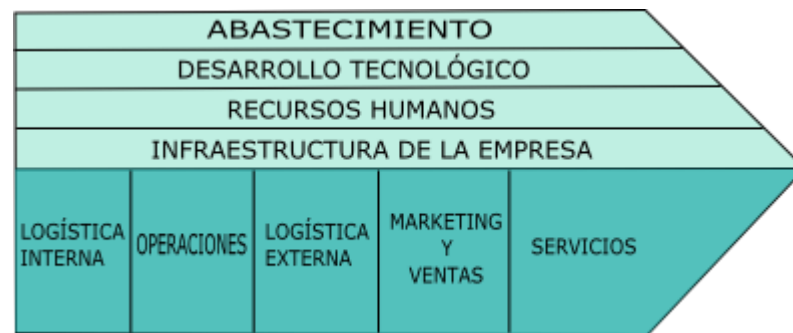 ABASTECIMIENTO
DESARROLLO TECNOLÓGICO
RECURSOS HUMANOS
INFRAESTRUCTURA DE LA EMPRESA
LOGÍSTICA
INTERNA
OPERACIONES
LOGÍSTICA
EXTERNA
MARKETING
Y
VENTAS
SERVICIOS